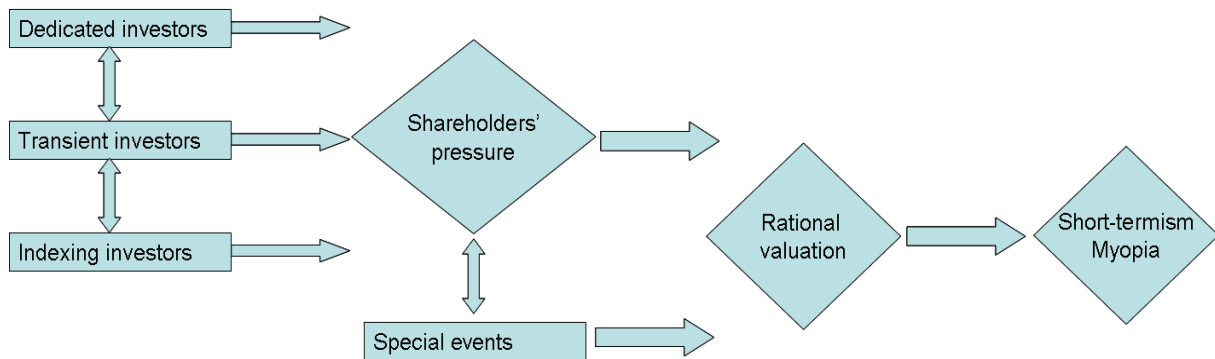 Dedicated investors
Transient investors
Indexing investors
Shareholders'
pressure
Special events
Rational
valuation
Short-termism
Myopia